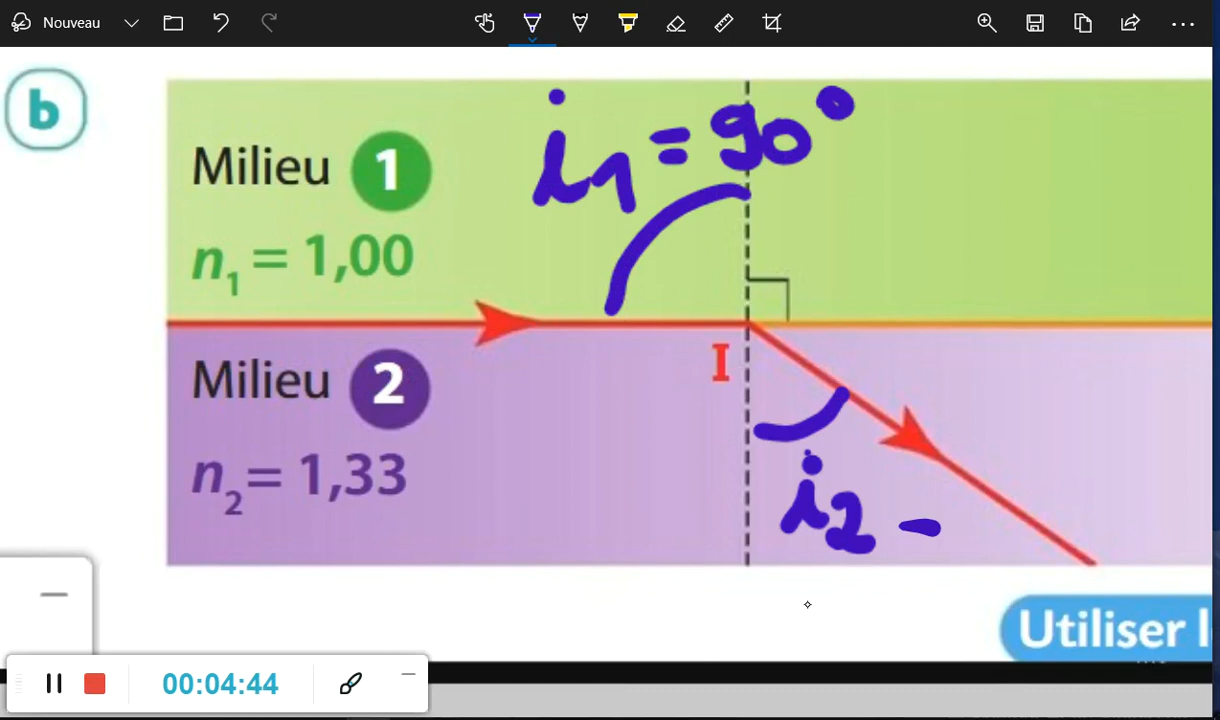 Nouveau
b
i1 = 90°
Milieu 1
n1 = 1,00
I
Milieu 2
n2 = 1,33
i2 -
Utiliser l
00:04:44